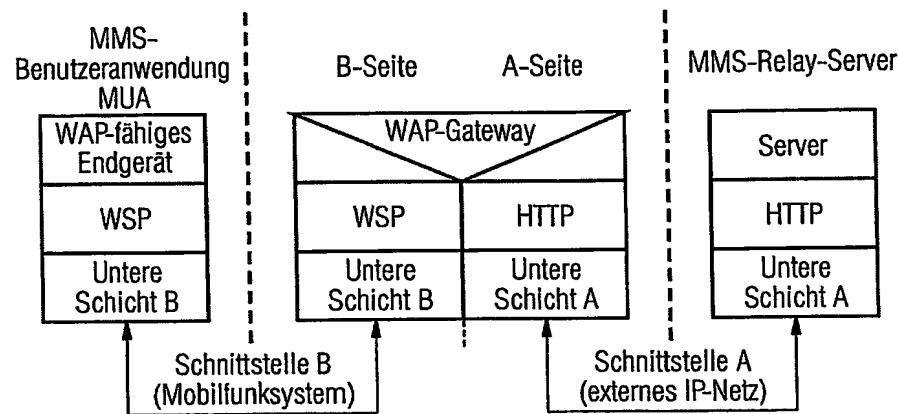 MMS-
Benutzeranwendung
MUA
B-Seite
A-Seite
MMS-Relay-Server
WAP-fähiges
Endgerät
WAP-Gateway
Server
WSP
WSP
HTTP
HTTP
Untere
Schicht B
Untere
Schicht B
Untere
Schicht A
Untere
Schicht A
Schnittstelle B
(Mobilfunksystem)
Schnittstelle A
(externes IP-Netz)